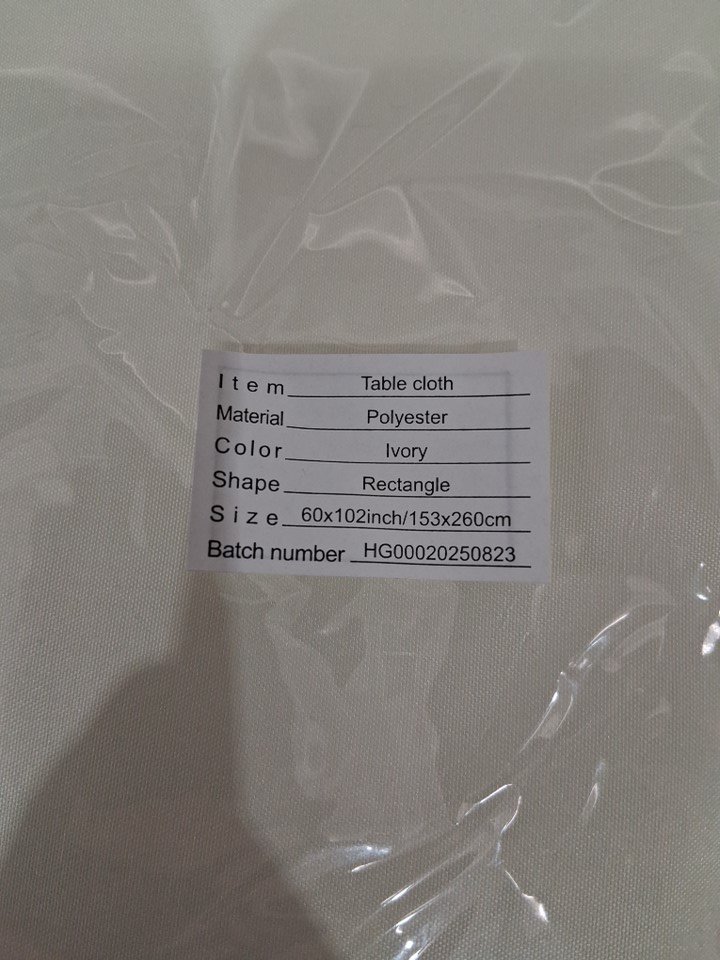 Item Table cloth
Material Polyester
Color Ivory
Shape Rectangle
Size 60x102inch/153x260cm
Batch number HG00020250823